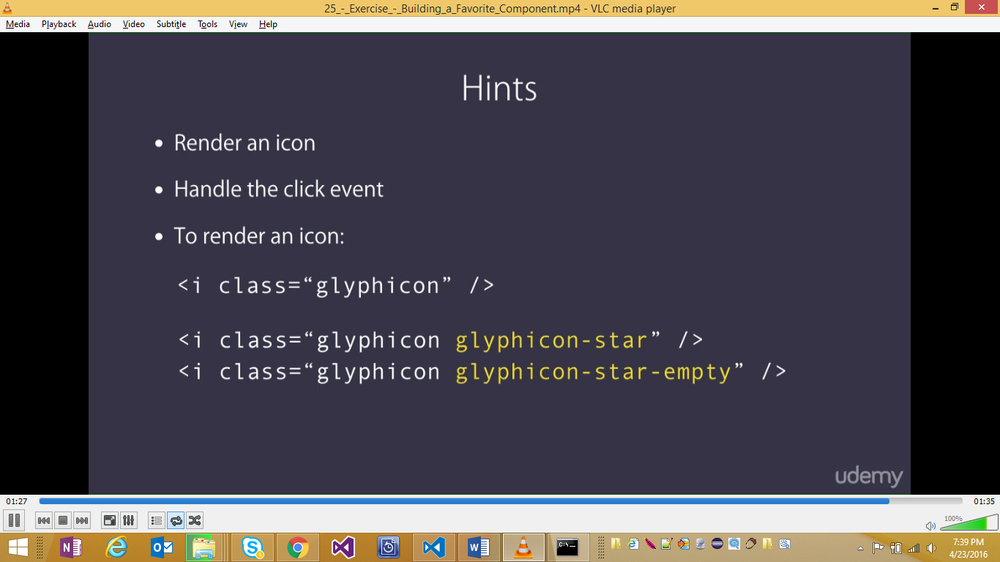 25_-_Exercise_-_Building_a_Favorite_Component.mp4 - VLC media player
Media Playback Audio Video Subtitle Tools View Help
Hints
• Render an icon
• Handle the click event
• To render an icon:
<i class=“glyphicon” />
<i class=“glyphicon glyphicon-star” />
<i class=“glyphicon glyphicon-star-empty” />
udemy
01:27 01:35
100%
7:39 PM
4/23/2016